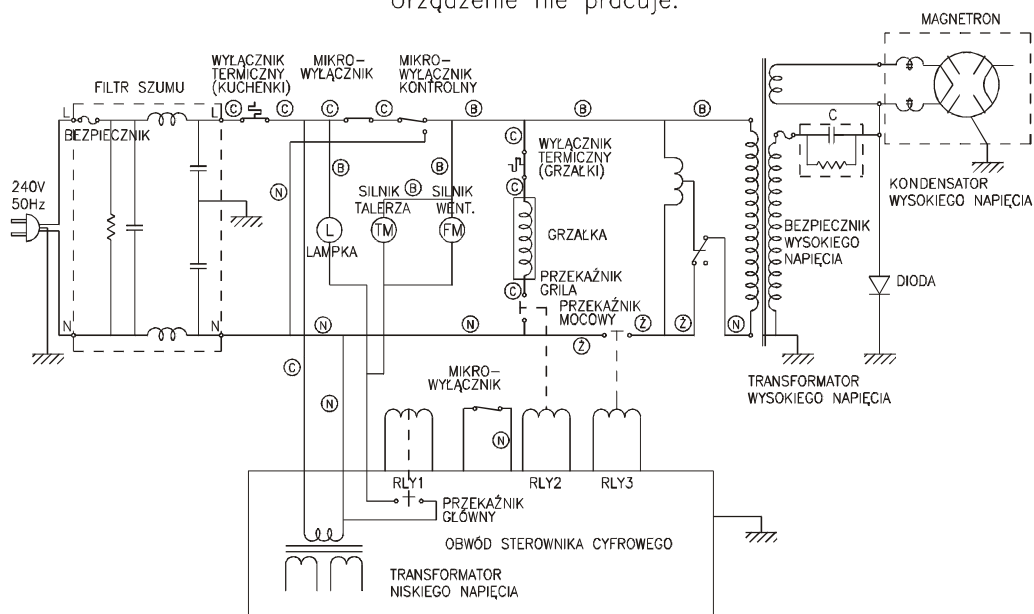 Urządzenie nie pracuje.
MAGNETRON
WYŁĄCZNIK
TERMICZNY
(KUCHENKI)
MIKRO–
WYŁĄCZNIK
MIKRO–
WYŁĄCZNIK
KONTROLNY
FILTR SZUMU
L
L
C
C
C
C
B
B
B
BEZPIECZNIK
C
WYŁĄCZNIK
TERMICZNY
(GRZAŁKI)
C
C
KONDENSATOR
WYSOKIEGO NAPIĘCIA
240V
50Hz
N
B
B
B
SILNIK
TALERZA
SILNIK
WENT.
L
TM
FM
LAMPKA
GRZAŁKA
BEZPIECZNIK
WYSOKIEGO
NAPIĘCIA
PRZEKAŹNIK
GRILA
C
PRZEKAŹNIK
MOCOWY
DIODA
N
N
N
N
Ż
Ż
Ż
N
C
N
MIKRO–
WYŁĄCZNIK
N
TRANSFORMATOR
WYSOKIEGO NAPIĘCIA
RLY1
RLY2
RLY3
PRZEKAŹNIK
GŁÓWNY
OBWÓD STEROWNIKA CYFROWEGO
TRANSFORMATOR
NISKIEGO NAPIĘCIA